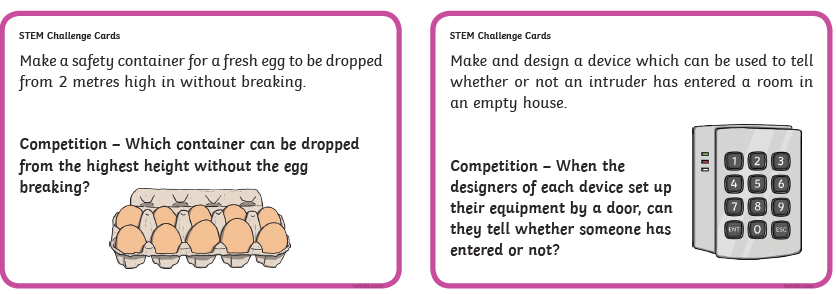 STEM Challenge Cards
Make a safety container for a fresh egg to be dropped
from 2 metres high in without breaking.
Competition – Which container can be dropped
from the highest height without the egg
breaking?
STEM Challenge Cards
Make and design a device which can be used to tell
whether or not an intruder has entered a room in
an empty house.
Competition – When the
designers of each device set up
their equipment by a door, can
they tell whether someone has
entered or not?
1 2 3
4 5 6
7 8 9
ENT 0 ESC